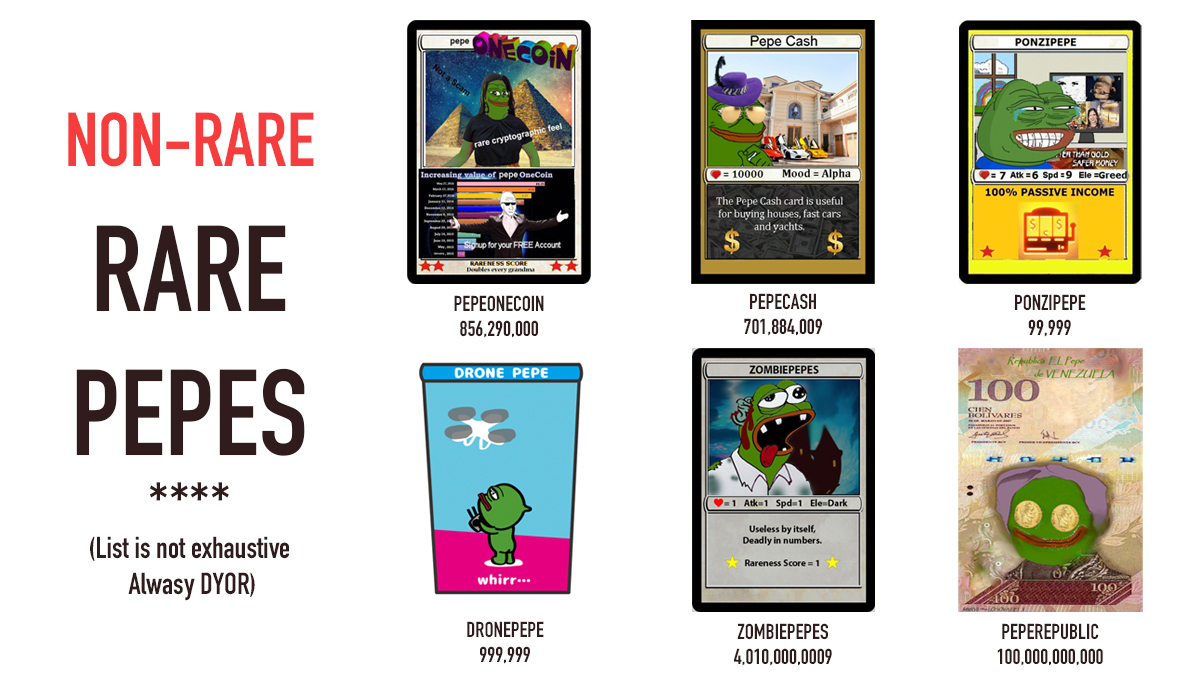 NON-RARE
RARE
PEPES
****
(List is not exhaustive
Alwasy DYOR)
pepe ONECOIN
Not a Scam
rare cryptographic feel
Increasing value of pepe OneCoin
Signup for your FREE Account
RARENESS SCORE
Doubles every grandma
PEPEONECOIN
856,290,000
Pepe Cash
= 10000 Mood = Alpha
The Pepe Cash card is useful
for buying houses, fast cars
and yachts.
$ $
PEPECASH
701,884,009
PONZIPEPE
THAN GOLD
SAFER MONEY
= 7 Atk = 6 Spd = 9 Ele = Greed
100% PASSIVE INCOME
$ $ $
PONZIPEPE
99,999
DRONE PEPE
whirr...
DRONEPEPE
999,999
ZOMBIEPEPES
= 1 Atk=1 Spd=1 Ele=Dark
Useless by itself,
Deadly in numbers.
Rareness Score = 1
ZOMBIEPEPES
4,010,000,0009
Republica EL Pepe
de VENEZUELA
100
CIEN
BOLIVARES
100 100
PEPEREPUBLIC
100,000,000,000